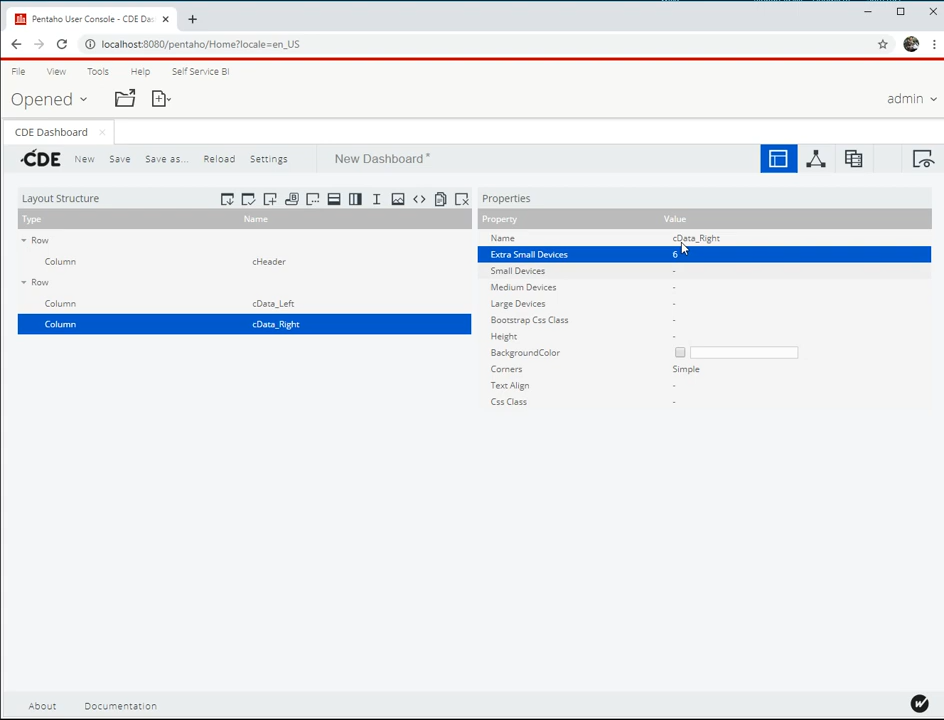 Pentaho User Console - CDE Das
localhost:8080/pentaho/Home?locale=en_US
File View Tools Help Self Service BI
Opened
admin
CDE Dashboard
CDE New Save Save as... Reload Settings New Dashboard*
Layout Structure
Type Name
Row
Column cHeader
Row
Column cData_Left
Column cData_Right
Properties
Property Value
Name cData_Right
Extra Small Devices 6
Small Devices -
Medium Devices -
Large Devices -
Bootstrap Css Class -
Height -
BackgroundColor
Corners Simple
Text Align -
Css Class -
About Documentation